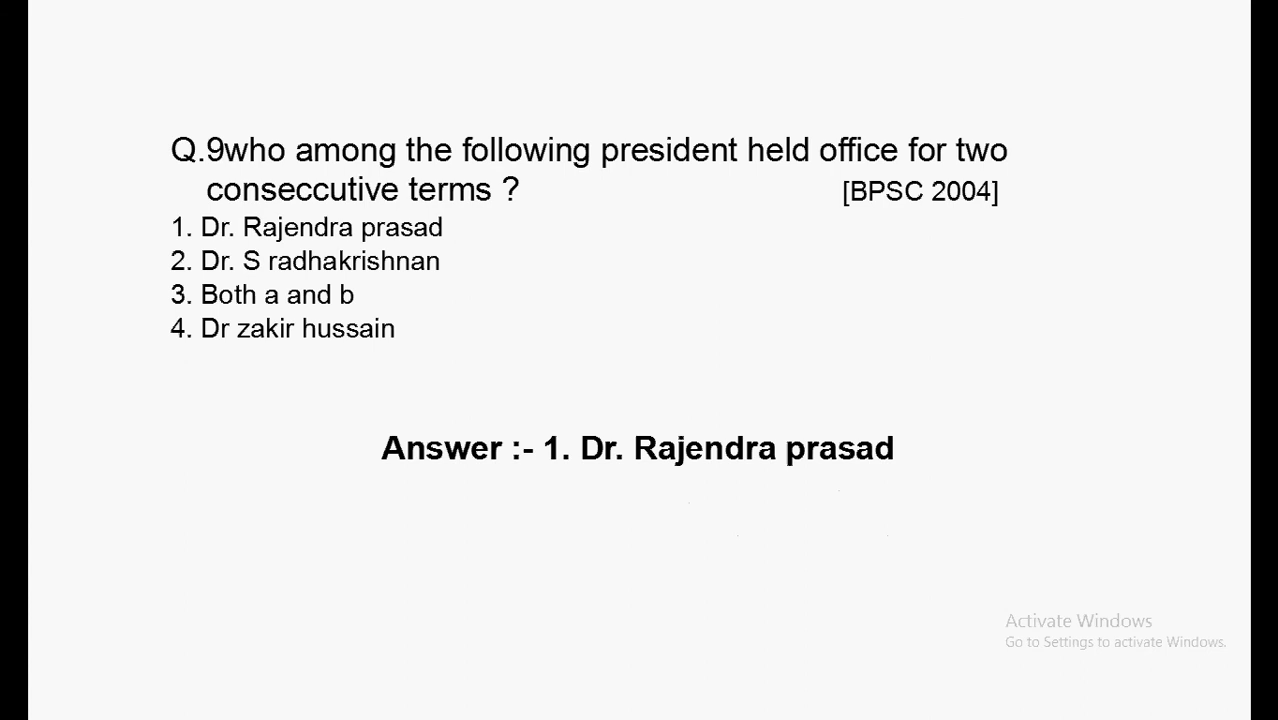 Q.9who among the following president held office for two
conseccutive terms ? [BPSC 2004]
1. Dr. Rajendra prasad
2. Dr. S radhakrishnan
3. Both a and b
4. Dr zakir hussain
Answer :- 1. Dr. Rajendra prasad
Activate Windows
Go to Settings to activate Windows.